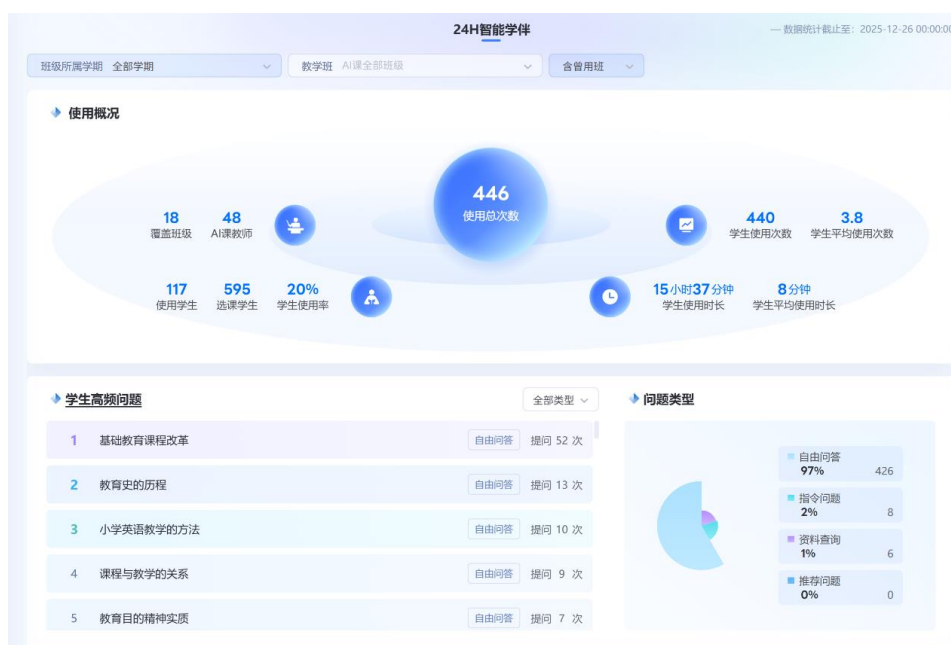 24H智能学伴
— 数据统计截止至：2025-12-26 00:00:00
班级所属学期 全部学期 教学班 AI课全部班级 含曾用班
使用概况
446
使用总次数
18 48
覆盖班级 AI课教师
440 3.8
学生使用次数 学生平均使用次数
117 595 20%
使用学生 选课学生 学生使用率
15小时37分钟 8分钟
学生使用时长 学生平均使用时长
学生高频问题 全部类型
1 基础教育课程改革 自由问答 提问 52 次
2 教育史的历程 自由问答 提问 13 次
3 小学英语教学的方法 自由问答 提问 10 次
4 课程与教学的关系 自由问答 提问 9 次
5 教育目的精神实质 自由问答 提问 7 次
问题类型
自由问答
97% 426
指令问题
2% 8
资料查询
1% 6
推荐问题
0% 0